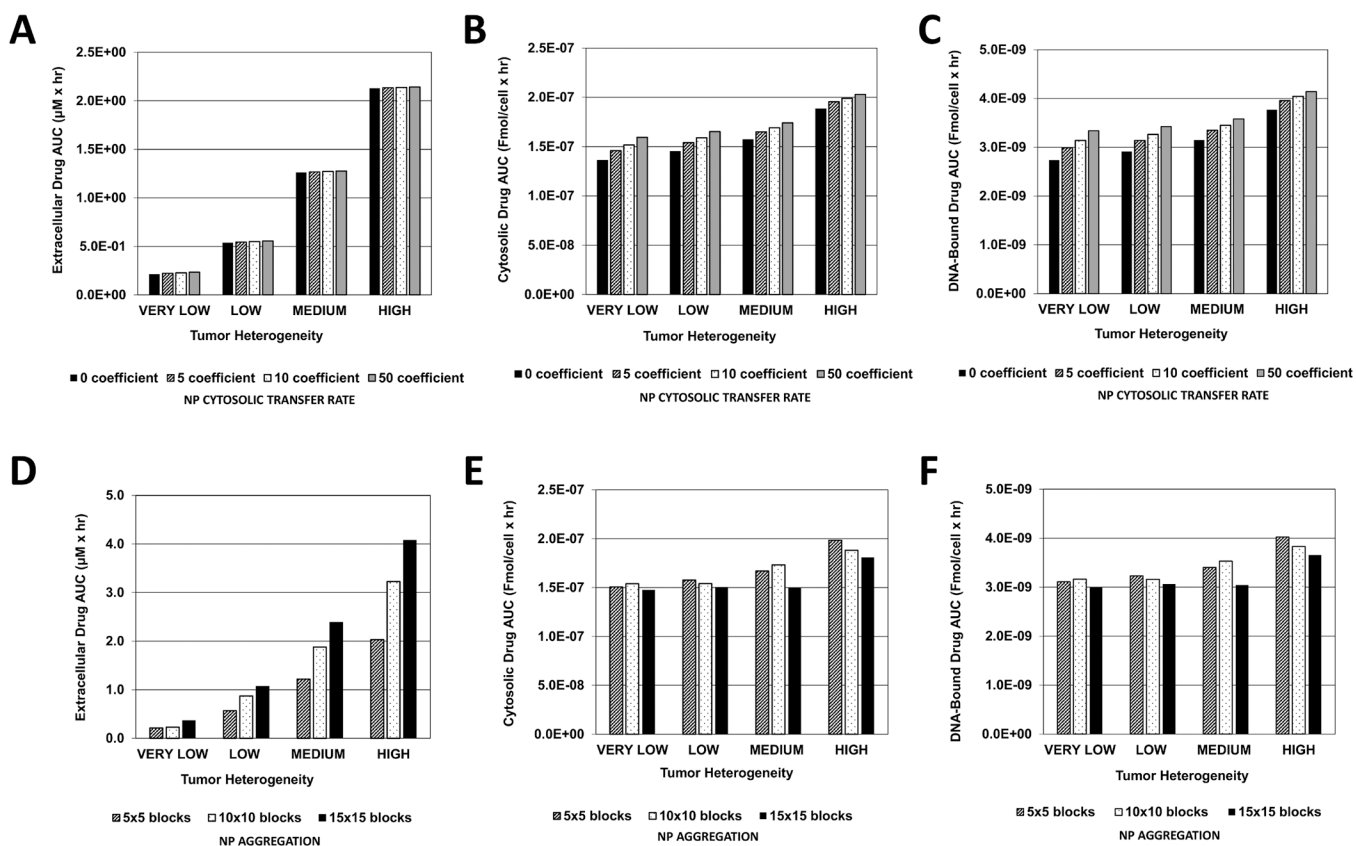 A
Extracellular Drug AUC (µM x hr)
2.5E+00
2.0E+00
1.5E+00
1.0E+00
5.0E-01
0.0E+00
VERY LOW LOW MEDIUM HIGH
Tumor Heterogeneity
0 coefficient 5 coefficient 10 coefficient 50 coefficient
NP CYTOSOLIC TRANSFER RATE
B
Cytosolic Drug AUC (Fmol/cell x hr)
2.5E-07
2.0E-07
1.5E-07
1.0E-07
5.0E-08
0.0E+00
VERY LOW LOW MEDIUM HIGH
Tumor Heterogeneity
0 coefficient 5 coefficient 10 coefficient 50 coefficient
NP CYTOSOLIC TRANSFER RATE
C
DNA-Bound Drug AUC (Fmol/cell x hr)
5.0E-09
4.0E-09
3.0E-09
2.0E-09
1.0E-09
0.0E+00
VERY LOW LOW MEDIUM HIGH
Tumor Heterogeneity
0 coefficient 5 coefficient 10 coefficient 50 coefficient
NP CYTOSOLIC TRANSFER RATE
D
Extracellular Drug AUC (µM x hr)
5.0
4.0
3.0
2.0
1.0
0.0
VERY LOW LOW MEDIUM HIGH
Tumor Heterogeneity
5x5 blocks 10x10 blocks 15x15 blocks
NP AGGREGATION
E
Cytosolic Drug AUC (Fmol/cell x hr)
2.5E-07
2.0E-07
1.5E-07
1.0E-07
5.0E-08
0.0E+00
VERY LOW LOW MEDIUM HIGH
Tumor Heterogeneity
5x5 blocks 10x10 blocks 15x15 blocks
NP AGGREGATION
F
DNA-Bound Drug AUC (Fmol/cell x hr)
5.0E-09
4.0E-09
3.0E-09
2.0E-09
1.0E-09
0.0E+00
VERY LOW LOW MEDIUM HIGH
Tumor Heterogeneity
5x5 blocks 10x10 blocks 15x15 blocks
NP AGGREGATION